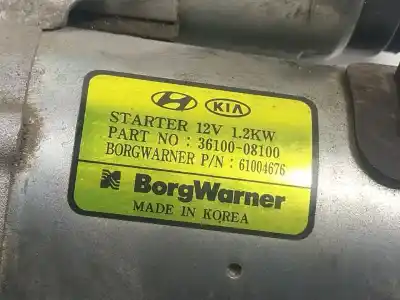 KIA
STARTER 12V 1.2KW
PART NO : 36100-08100
BORGWARNER P/N : 61004676
BorgWarner
MADE IN KOREA